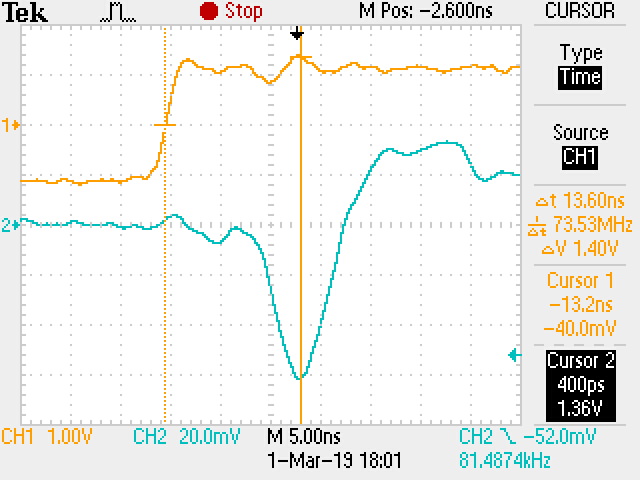 Tek Stop M Pos: -2.600ns CURSOR
Type
Time
Source
CH1
1
2
Δt 13.60ns
1/Δt 73.53MHz
ΔV 1.40V
Cursor 1
-13.2ns
-40.0mV
Cursor 2
400ps
1.36V
CH1 1.00V CH2 20.0mV M 5.00ns CH2 \ -52.0mV
1-Mar-19 18:01 81.4874kHz